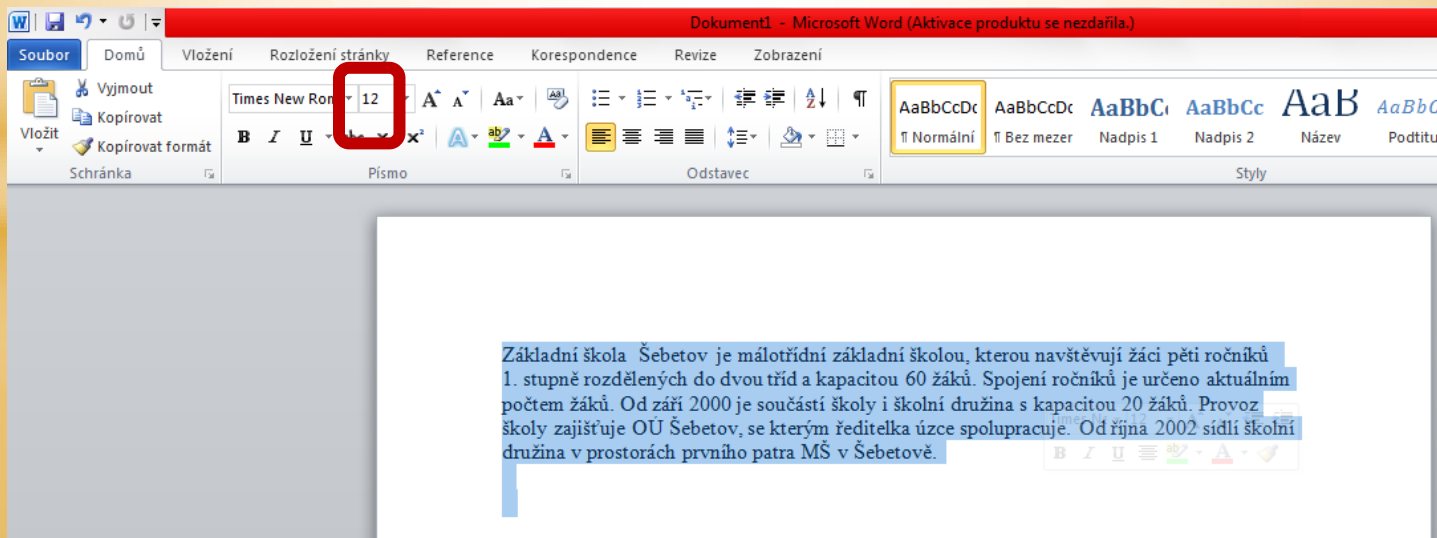 Dokument1 - Microsoft Word (Aktivace produktu se nezdařila.)
Soubor Domů Vložení Rozložení stránky Reference Korespondence Revize Zobrazení
Vložit
Vyjmout
Kopírovat
Kopírovat formát
Schránka
Times New Ron 12
B I U abc
Písmo
Odstavec
AaBbCcDc AaBbCcDc AaBbC AaBbCc AaB AaBbC
¶ Normální ¶ Bez mezer Nadpis 1 Nadpis 2 Název Podtitu
Styly
Základní škola Šebetov je málotřídní základní školou, kterou navštěvují žáci pěti ročníků
1. stupně rozdělených do dvou tříd a kapacitou 60 žáků. Spojení ročníků je určeno aktuálním
počtem žáků. Od září 2000 je součástí školy i školní družina s kapacitou 20 žáků. Provoz
školy zajišťuje OÚ Šebetov, se kterým ředitelka úzce spolupracuje. Od října 2002 sídlí školní
družina v prostorách prvního patra MŠ v Šebetově.